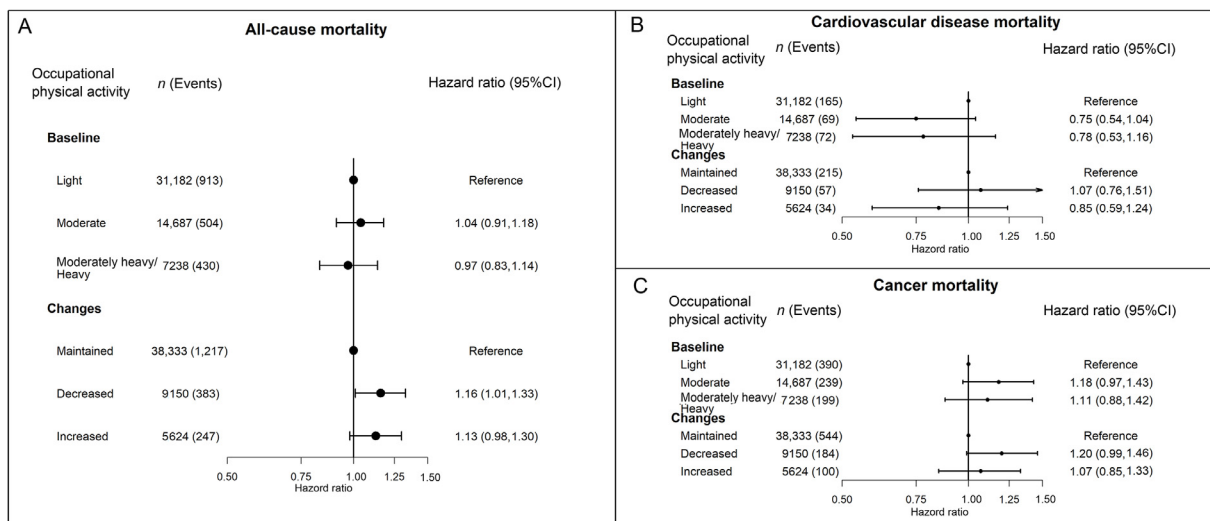 A
All-cause mortality
Occupational physical activity n (Events) Hazard ratio (95%CI)
Baseline
Light 31,182 (913) Reference
Moderate 14,687 (504) 1.04 (0.91, 1.18)
Moderately heavy/ Heavy 7238 (430) 0.97 (0.83, 1.14)
Changes
Maintained 38,333 (1,217) Reference
Decreased 9150 (383) 1.16 (1.01, 1.33)
Increased 5624 (247) 1.13 (0.98, 1.30)
0.50 0.75 1.00 1.25 1.50
Hazord ratio
B
Cardiovascular disease mortality
Occupational physical activity n (Events) Hazard ratio (95%CI)
Baseline
Light 31,182 (165) Reference
Moderate 14,687 (69) 0.75 (0.54, 1.04)
Moderately heavy/ Heavy 7238 (72) 0.78 (0.53, 1.16)
Changes
Maintained 38,333 (215) Reference
Decreased 9150 (57) 1.07 (0.76, 1.51)
Increased 5624 (34) 0.85 (0.59, 1.24)
0.50 0.75 1.00 1.50
Hazord ratio
C
Cancer mortality
Occupational physical activity n (Events) Hazard ratio (95%CI)
Baseline
Light 31,182 (390) Reference
Moderate 14,687 (239) 1.18 (0.97, 1.43)
Moderately heavy/ Heavy 7238 (199) 1.11 (0.88, 1.42)
Changes
Maintained 38,333 (544) Reference
Decreased 9150 (184) 1.20 (0.99, 1.46)
Increased 5624 (100) 1.07 (0.85, 1.33)
0.50 0.75 1.00 1.25 1.50
Hazord ratio